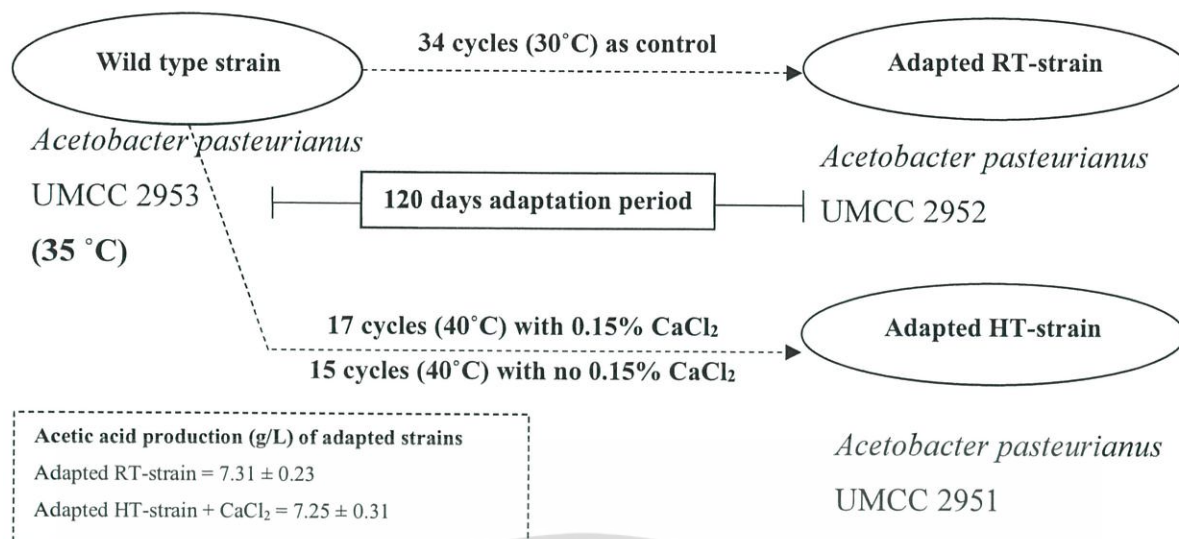 34 cycles (30˚C) as control
Wild type strain
Adapted RT-strain
Acetobacter pasteurianus
UMCC 2953
(35 ˚C)
120 days adaptation period
Acetobacter pasteurianus
UMCC 2952
17 cycles (40˚C) with 0.15% CaCl₂
15 cycles (40˚C) with no 0.15% CaCl₂
Adapted HT-strain
Acetobacter pasteurianus
UMCC 2951
Acetic acid production (g/L) of adapted strains
Adapted RT-strain = 7.31 ± 0.23
Adapted HT-strain + CaCl₂ = 7.25 ± 0.31